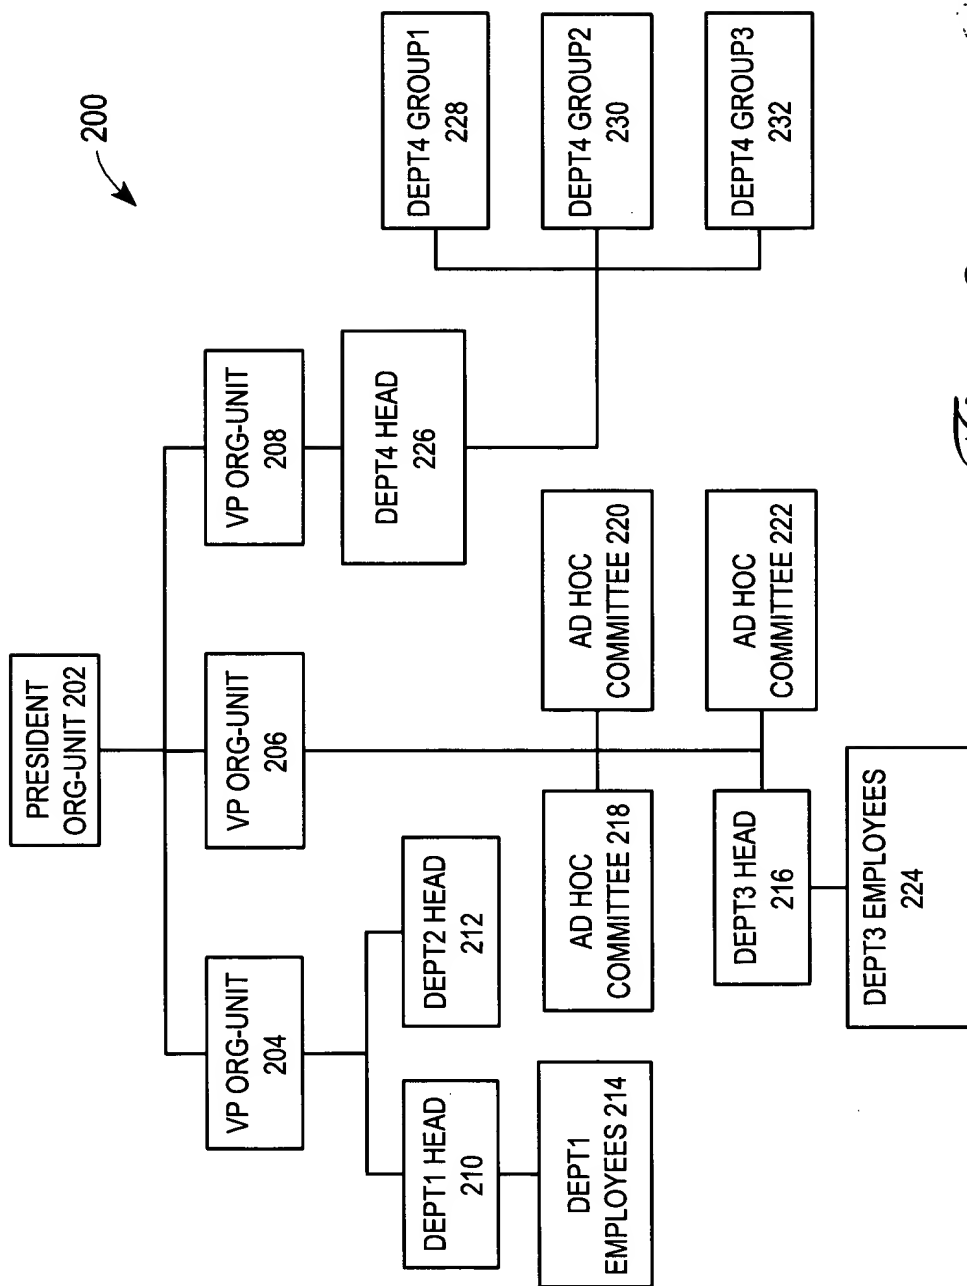 200
PRESIDENT
ORG-UNIT 202
VP ORG-UNIT
204
VP ORG-UNIT
206
VP ORG-UNIT
208
DEPT1 HEAD
210
DEPT2 HEAD
212
DEPT4 HEAD
226
DEPT1
EMPLOYEES 214
AD HOC
COMMITTEE 218
AD HOC
COMMITTEE 220
DEPT3 HEAD
216
AD HOC
COMMITTEE 222
DEPT3 EMPLOYEES
224
DEPT4 GROUP1
228
DEPT4 GROUP2
230
DEPT4 GROUP3
232